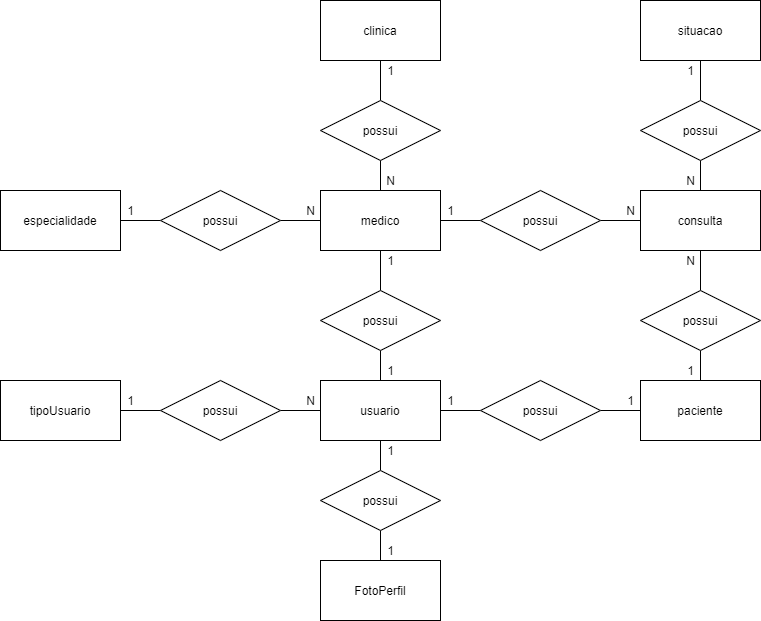 clinica
situacao
1
1
possui
possui
N
N
especialidade
1
possui
N
medico
1
possui
N
consulta
1
N
possui
possui
1
1
tipoUsuario
1
possui
N
usuario
1
possui
1
paciente
1
possui
1
FotoPerfil